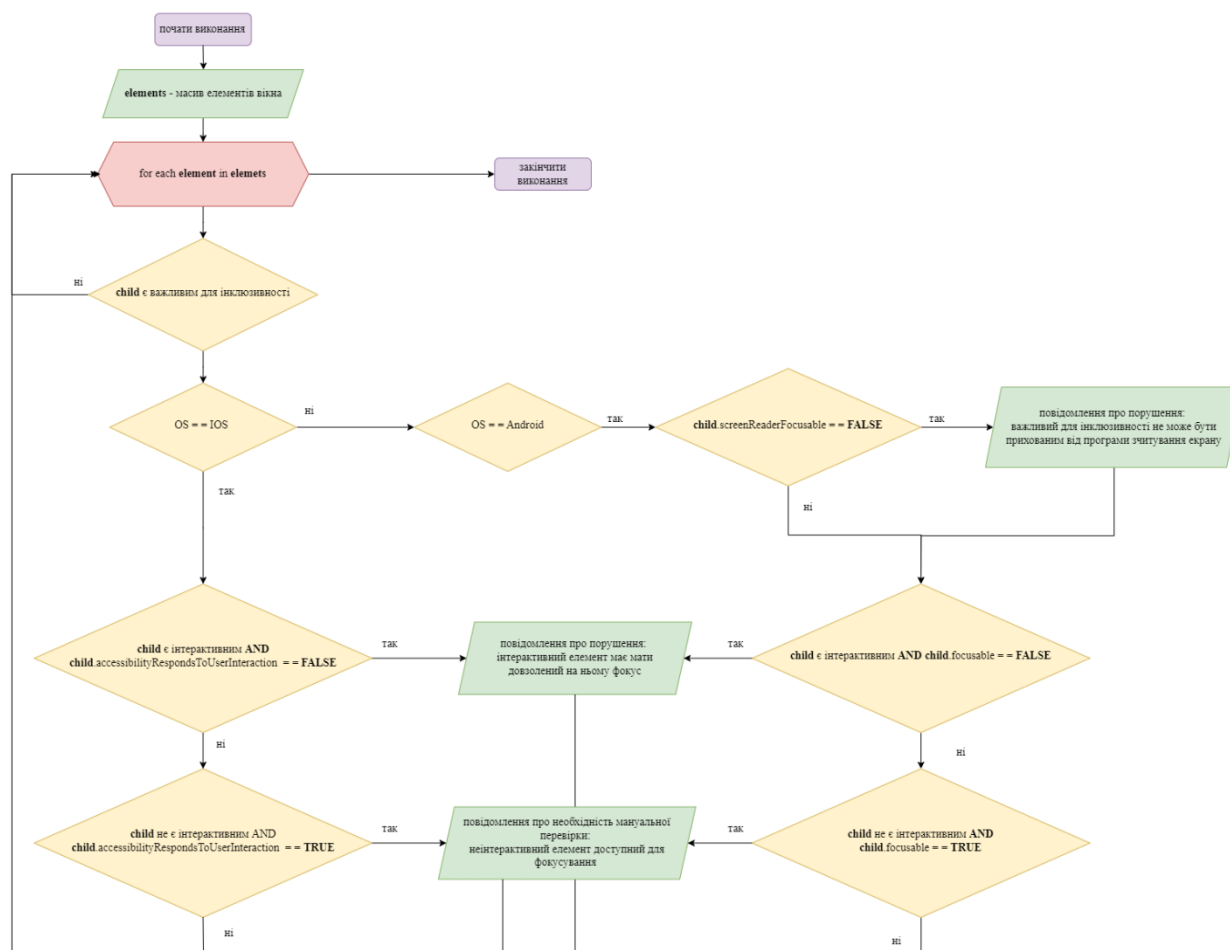 почати виконання
elements - масив елементів вікна
for each element in elemets
закінчити
виконання
ні
child є важливим для інклюзивності
OS = = IOS
ні
OS = = Android
так
child.screenReaderFocusable = = FALSE
так
повідомлення про порушення:
важливий для інклюзивності не може бути
прихованим від програми зчитування екрану
так
ні
child є інтерактивним AND
child.accessibilityRespondsToUserInteraction = = FALSE
так
повідомлення про порушення:
інтерактивний елемент має мати
довзолений на ньому фокус
так
child є інтерактивним AND child.focusable = = FALSE
ні
ні
child не є інтерактивним AND
child.accessibilityRespondsToUserInteraction = = TRUE
так
повідомлення про необхідність мануальної
перевірки:
неінтерактивний елемент доступний для
фокусування
так
child не є інтерактивним AND
child.focusable = = TRUE
ні
ні